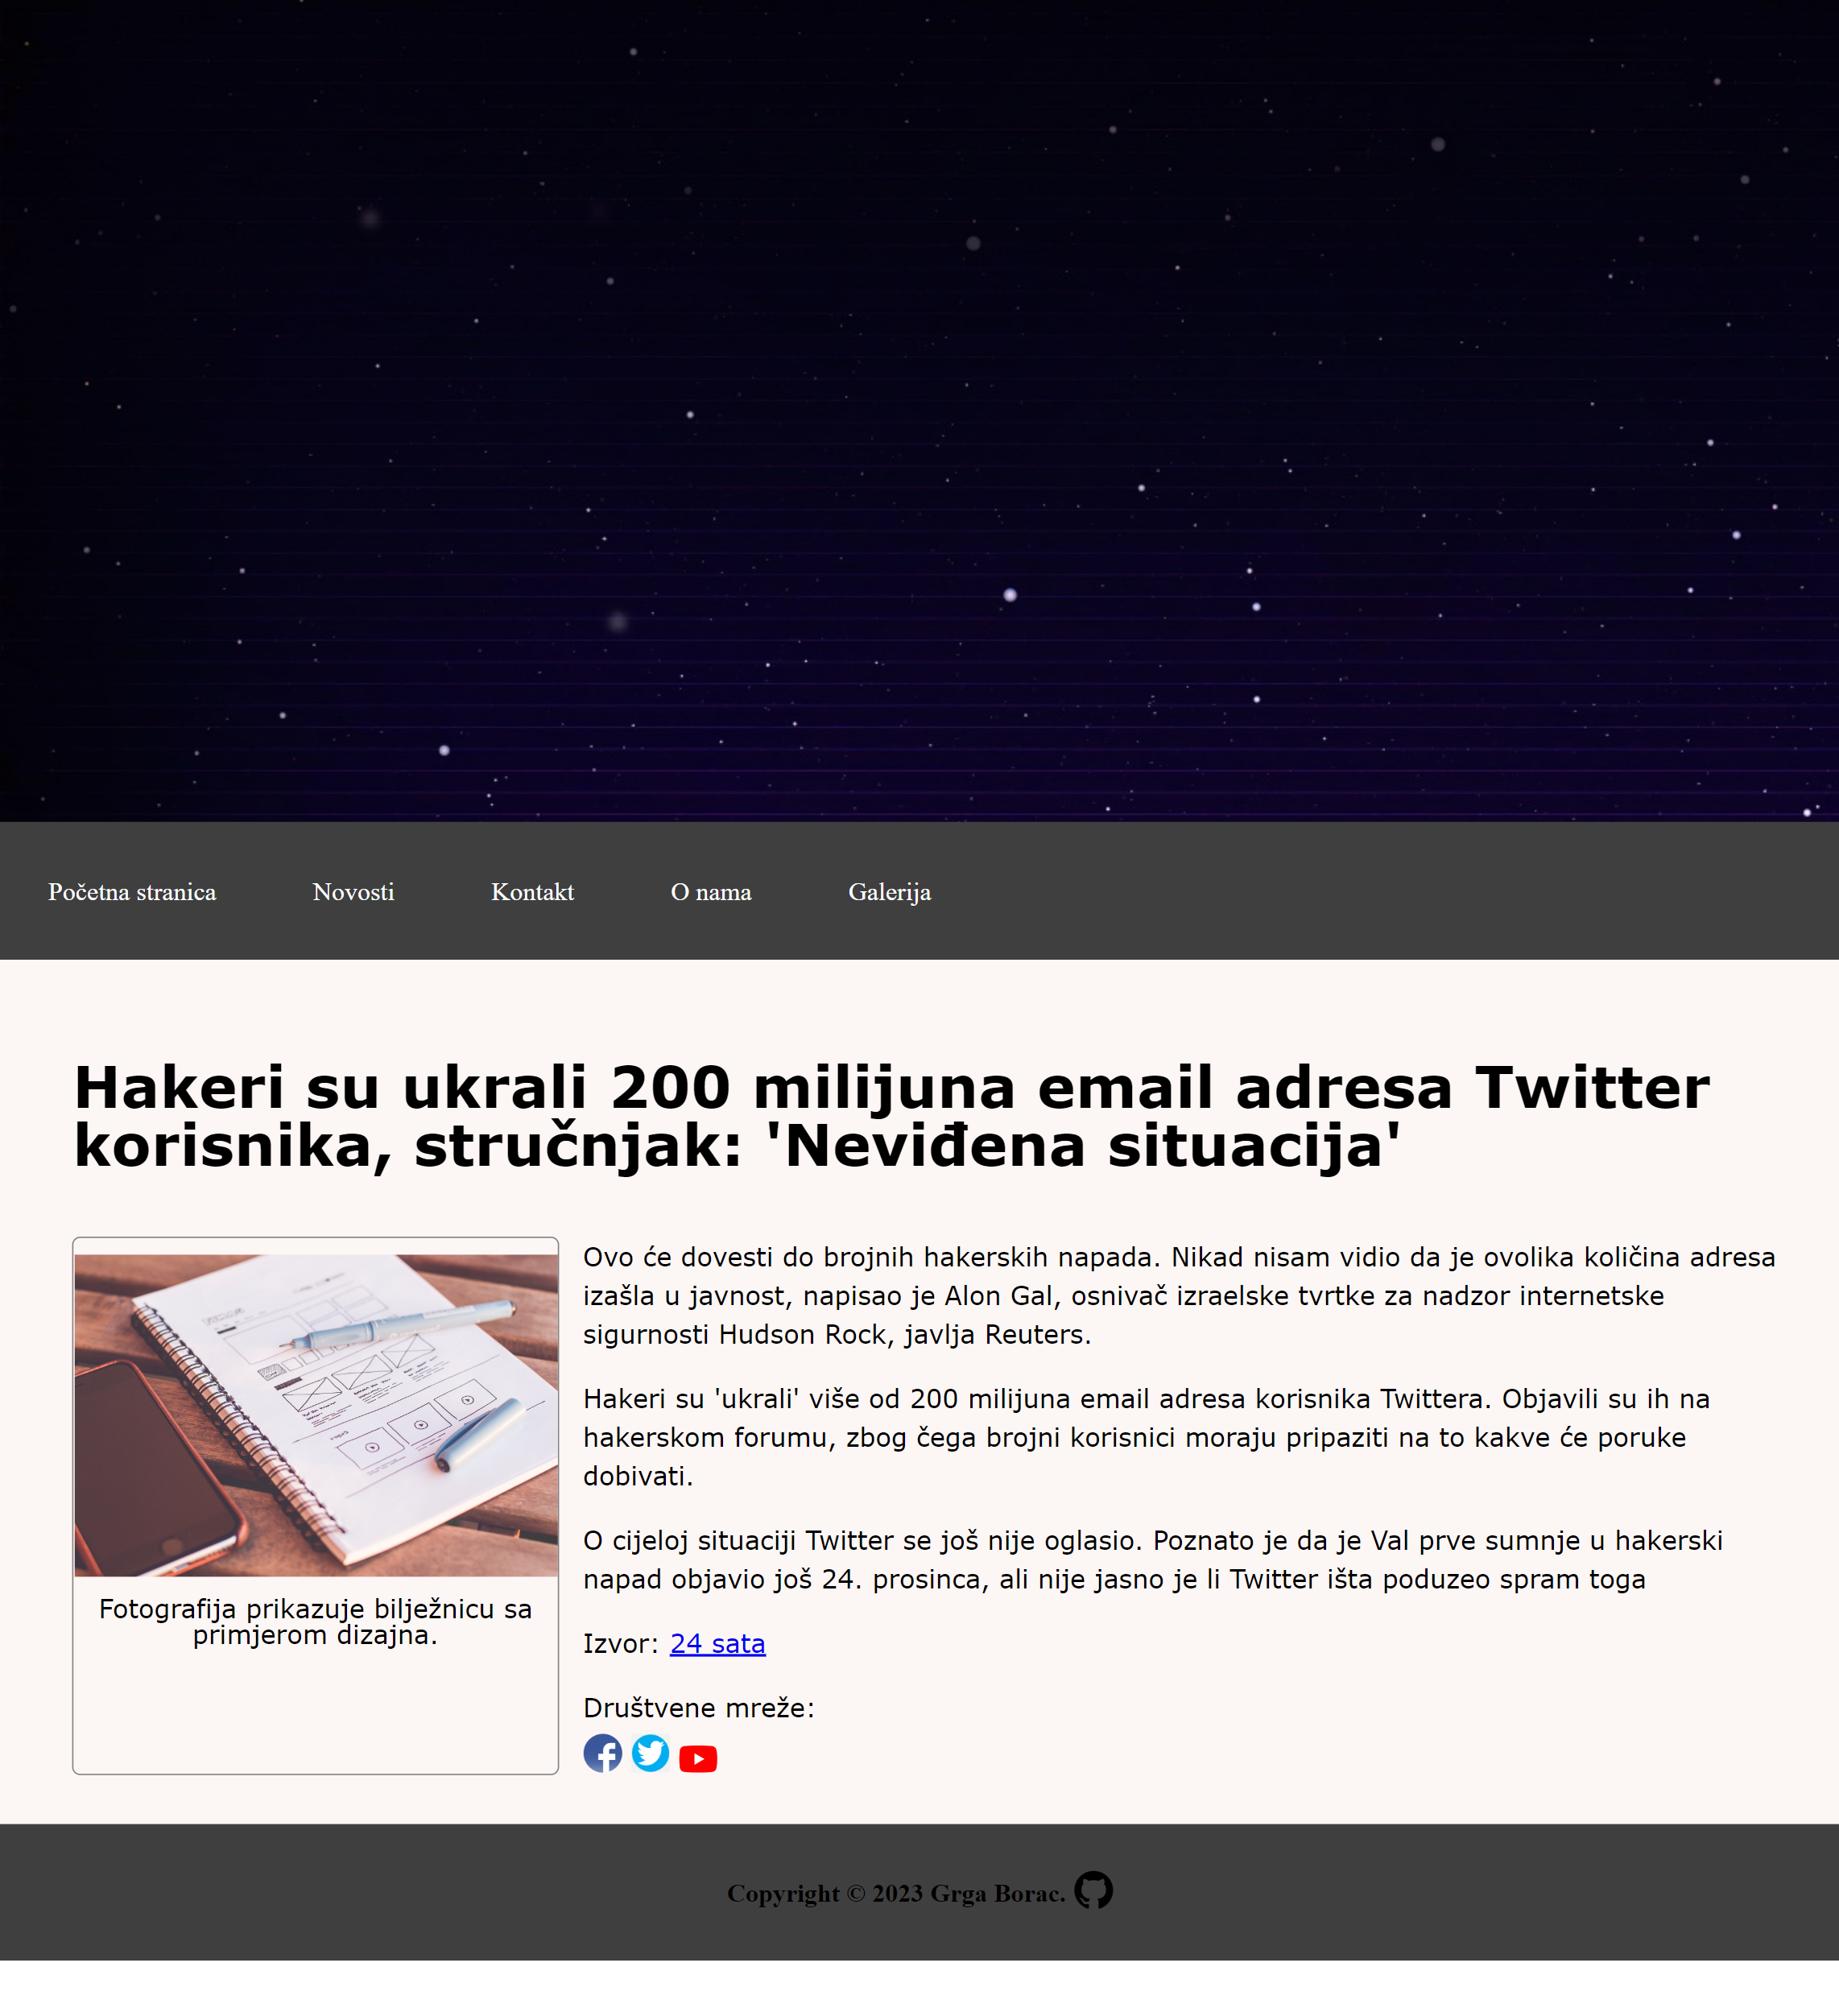 Početna stranica Novosti Kontakt O nama Galerija
Hakeri su ukrali 200 milijuna email adresa Twitter
korisnika, stručnjak: 'Neviđena situacija'
Fotografija prikazuje bilježnicu sa
primjerom dizajna.
Ovo će dovesti do brojnih hakerskih napada. Nikad nisam vidio da je ovolika količina adresa
izašla u javnost, napisao je Alon Gal, osnivač izraelske tvrtke za nadzor internetske
sigurnosti Hudson Rock, javlja Reuters.
Hakeri su 'ukrali' više od 200 milijuna email adresa korisnika Twittera. Objavili su ih na
hakerskom forumu, zbog čega brojni korisnici moraju pripaziti na to kakve će poruke
dobivati.
O cijeloj situaciji Twitter se još nije oglasio. Poznato je da je Val prve sumnje u hakerski
napad objavio još 24. prosinca, ali nije jasno je li Twitter išta poduzeo spram toga
Izvor: 24 sata
Društvene mreže:
Copyright © 2023 Grga Borac.